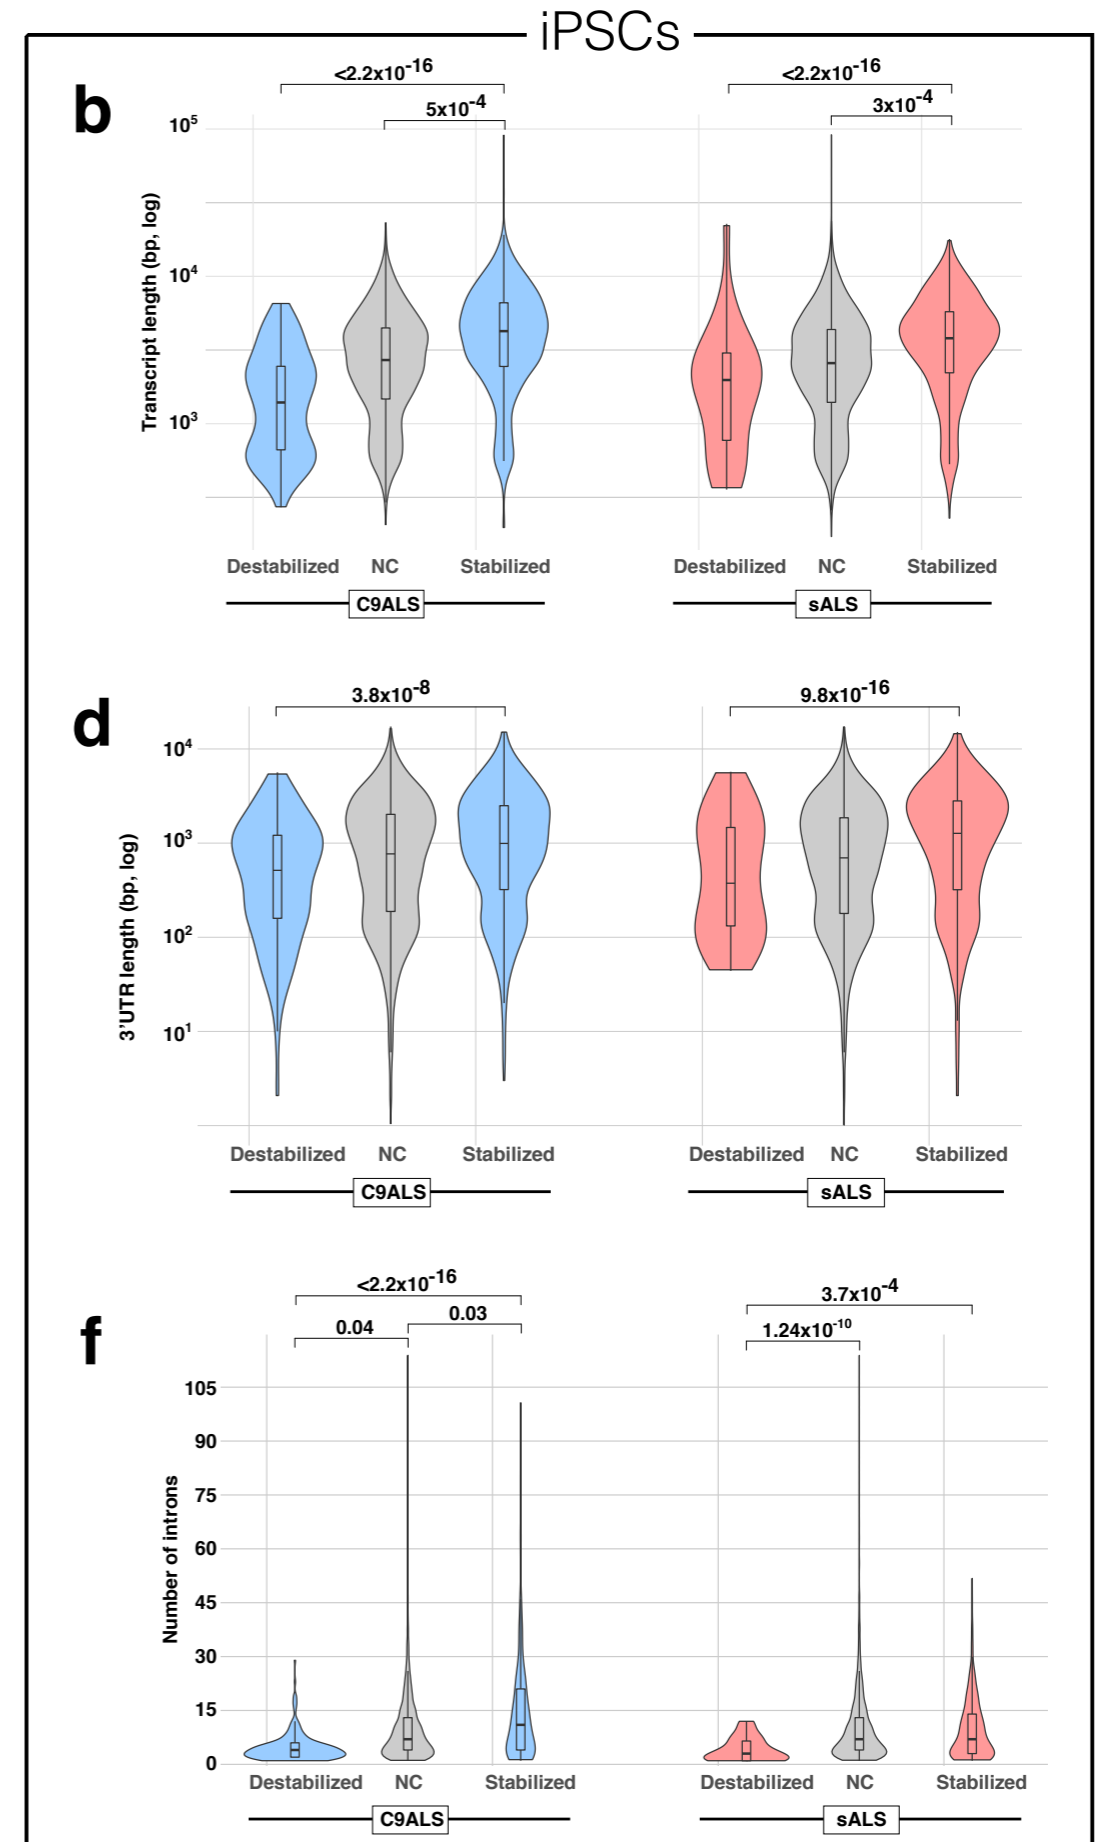 iPSCs
b
<2.2x10-16
5x10-4
<2.2x10-16
3x10-4
Transcript length (bp, log)
105
104
103
Destabilized NC Stabilized
C9ALS
Destabilized NC Stabilized
sALS
d
3.8x10-8
9.8x10-16
3'UTR length (bp, log)
104
103
102
101
Destabilized NC Stabilized
C9ALS
Destabilized NC Stabilized
sALS
f
<2.2x10-16
0.04
0.03
3.7x10-4
1.24x10-10
Number of introns
105
90
75
60
45
30
15
0
Destabilized NC Stabilized
C9ALS
Destabilized NC Stabilized
sALS